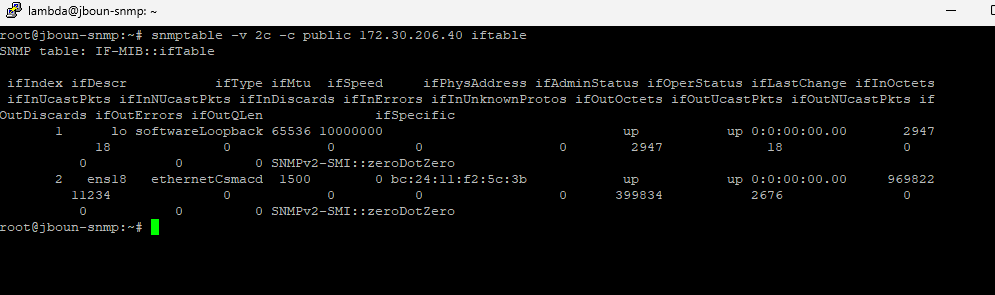 lambda@jboun-snmp: ~
root@jboun-snmp:~# snmptable -v 2c -c public 172.30.206.40 iftable
SNMP table: IF-MIB::ifTable
ifIndex ifDescr ifType ifMtu ifSpeed ifPhysAddress ifAdminStatus ifOperStatus ifLastChange ifInOctets
ifInUcastPkts ifInNUcastPkts ifInDiscards ifInErrors ifInUnknownProtos ifOutOctets ifOutUcastPkts ifOutNUcastPkts if
OutDiscards ifOutErrors ifOutQLen ifSpecific
1 lo softwareLoopback 65536 10000000 up up 0:0:00:00.00 2947
18 0 0 0 0 2947 18 0
0 0 0 SNMPv2-SMI::zeroDotZero
2 ens18 ethernetCsmacd 1500 0 bc:24:11:f2:5c:3b up up 0:0:00:00.00 969822
11234 0 0 0 0 399834 2676 0
0 0 0 SNMPv2-SMI::zeroDotZero
root@jboun-snmp:~#